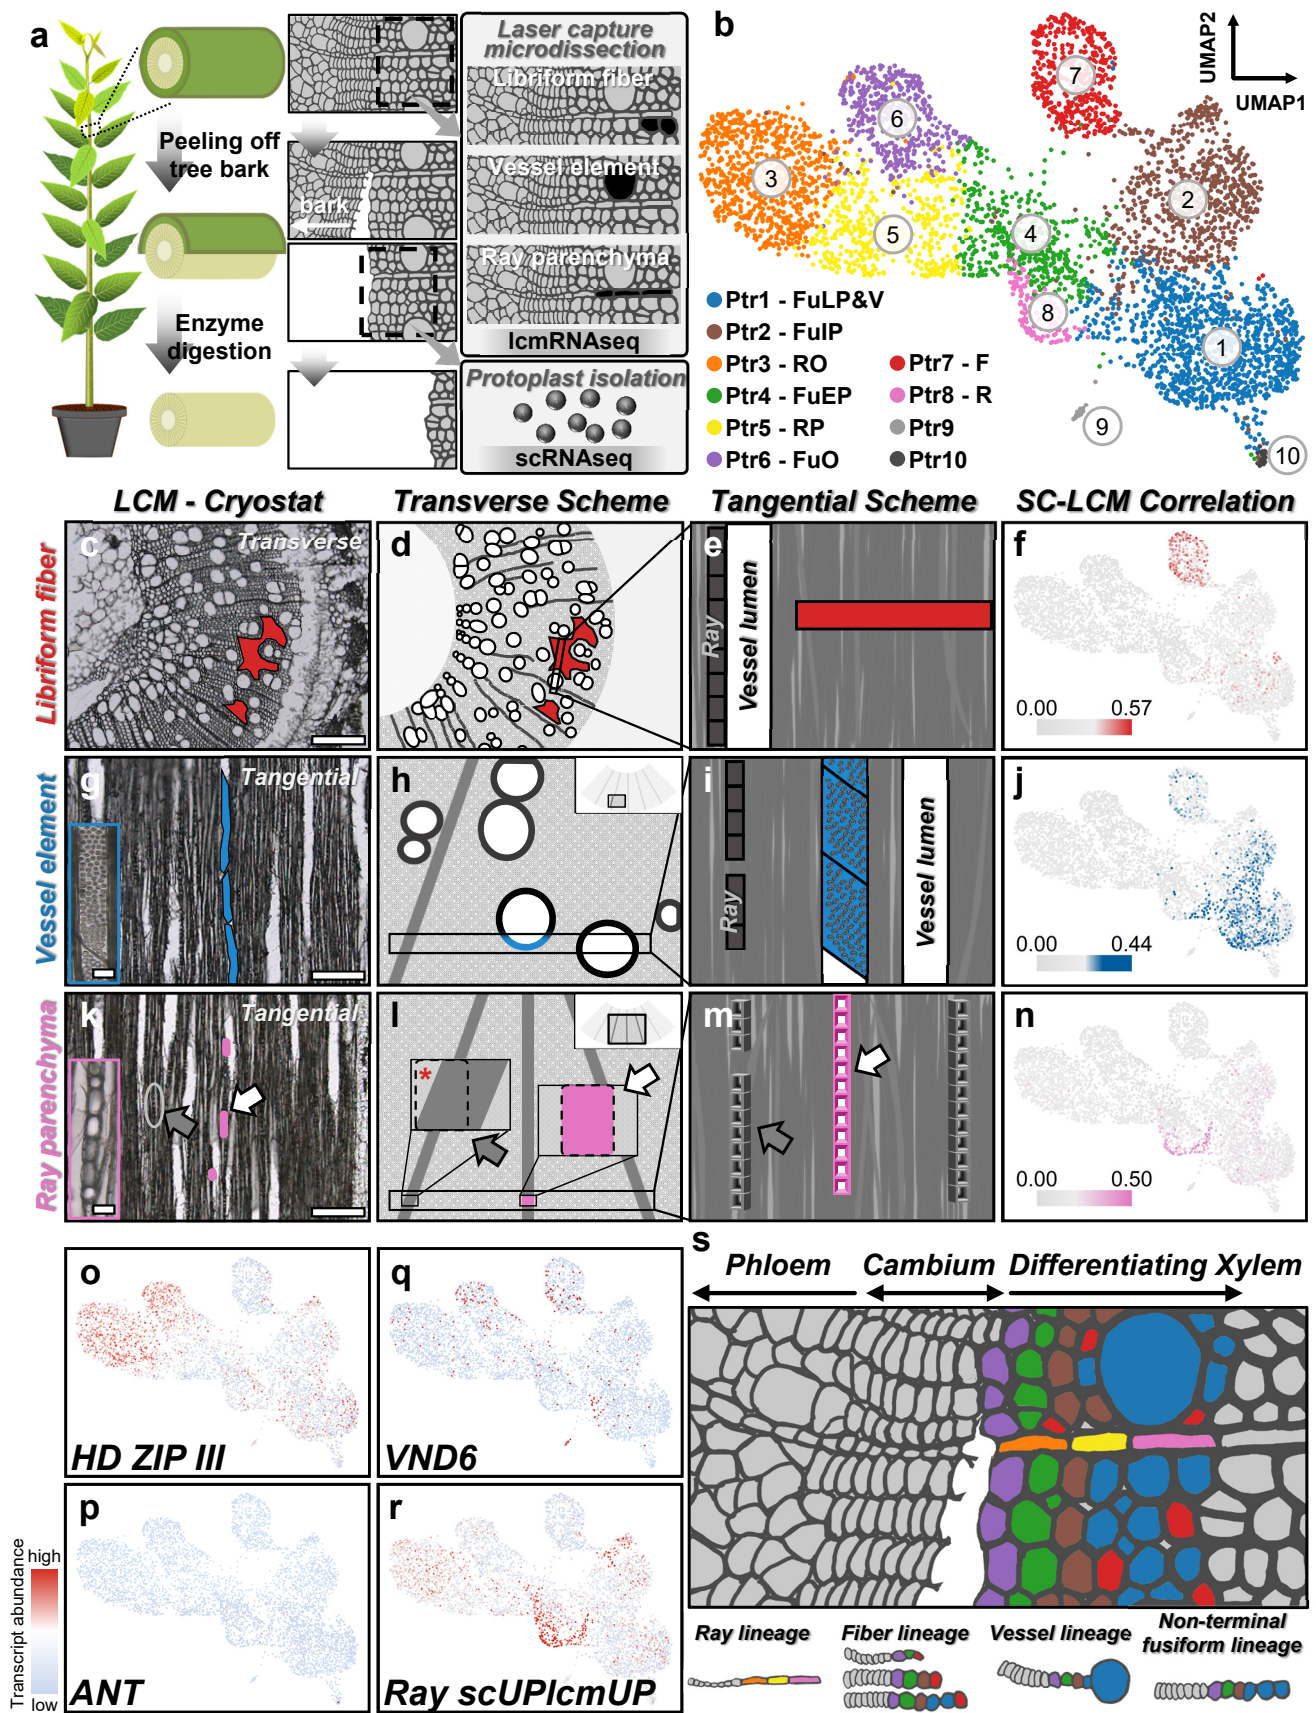 a
Peeling off
tree bark
Enzyme
digestion
bark
Laser capture
microdissection
Libriform fiber
Vessel element
Ray parenchyma
lcmRNAseq
Protoplast isolation
scRNAseq
b
UMAP2
UMAP1
7
6
3
2
5
4
8
1
9
10
Ptr1 - FuLP&V
Ptr2 - FuIP
Ptr3 - RO
Ptr4 - FuEP
Ptr5 - RP
Ptr6 - FuO
Ptr7 - F
Ptr8 - R
Ptr9
Ptr10
LCM - Cryostat
Transverse Scheme
Tangential Scheme
SC-LCM Correlation
Libriform fiber
c
Transverse
d
e
Ray
Vessel lumen
f
0.00
0.57
Vessel element
g
Tangential
h
i
Ray
Vessel lumen
j
0.00
0.44
Ray parenchyma
k
Tangential
l
*
m
n
0.00
0.50
o
HD ZIP III
q
VND6
p
ANT
r
Ray scUPlcmUP
Transcript abundance
high
low
s
Phloem
Cambium
Differentiating Xylem
Ray lineage
Fiber lineage
Vessel lineage
Non-terminal
fusiform lineage